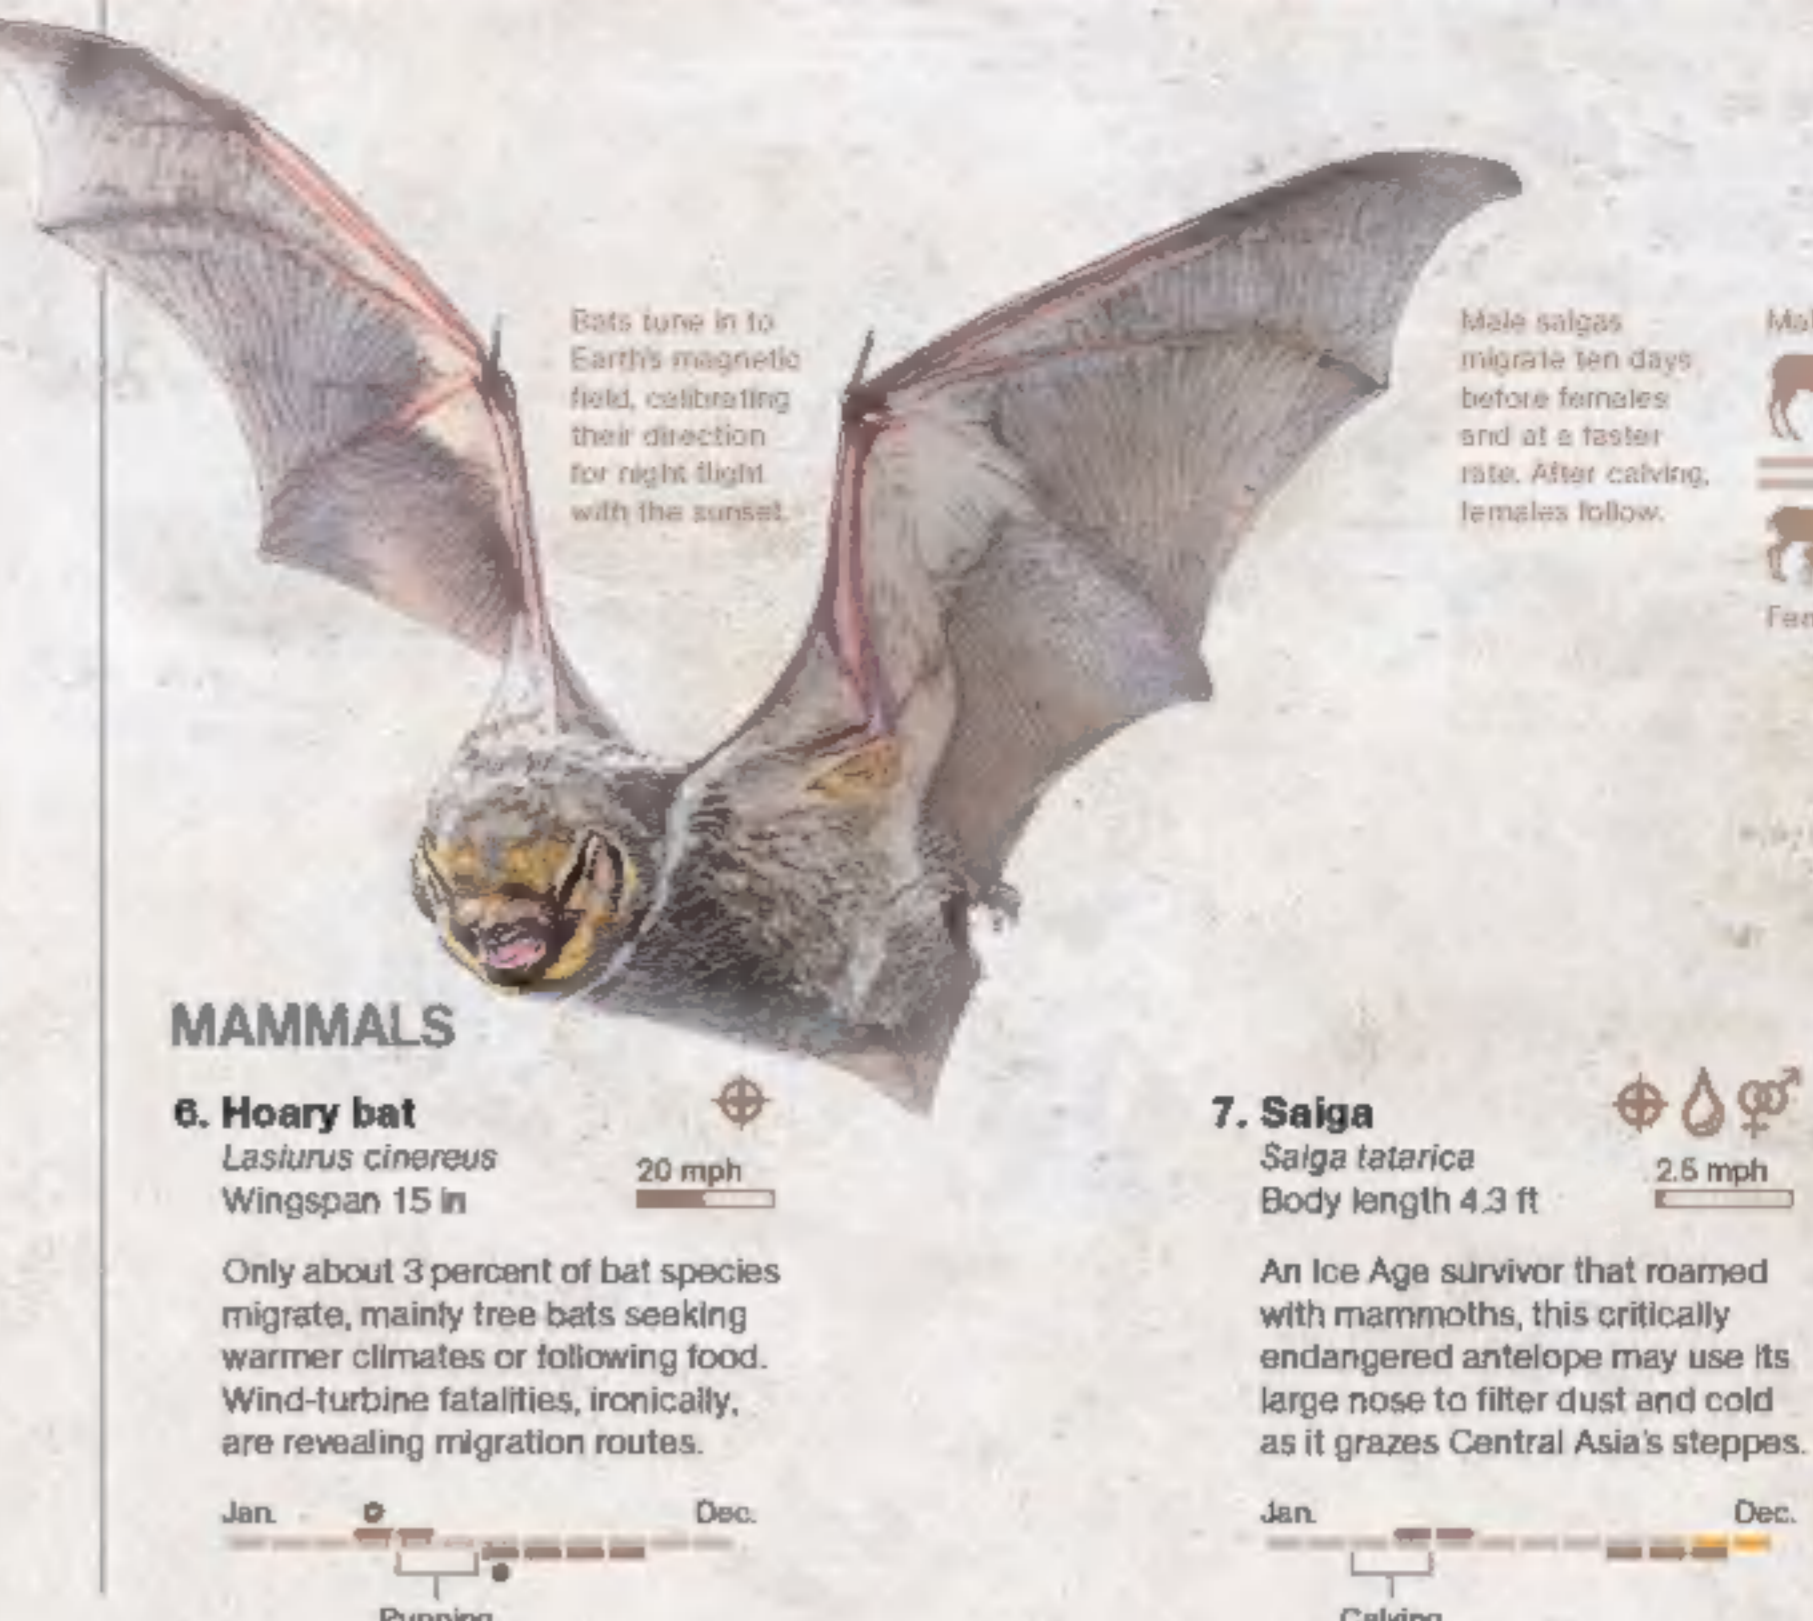 Bats tune in to
Earth's magnetic
field, calibrating
their direction
for night flight
with the sunset.
Male saigas
migrate ten days
before females
and at a faster
rate. After calving,
females follow.
MAMMALS
6. Hoary bat
Lasiurus cinereus
Wingspan 15 in
20 mph
Only about 3 percent of bat species
migrate, mainly tree bats seeking
warmer climates or following food.
Wind-turbine fatalities, ironically,
are revealing migration routes.
Jan. Dec.
Pupping
7. Saiga
Saiga tatarica
Body length 4.3 ft
2.5 mph
An Ice Age survivor that roamed
with mammoths, this critically
endangered antelope may use its
large nose to filter dust and cold
as it grazes Central Asia's steppes.
Jan. Dec.
Calving